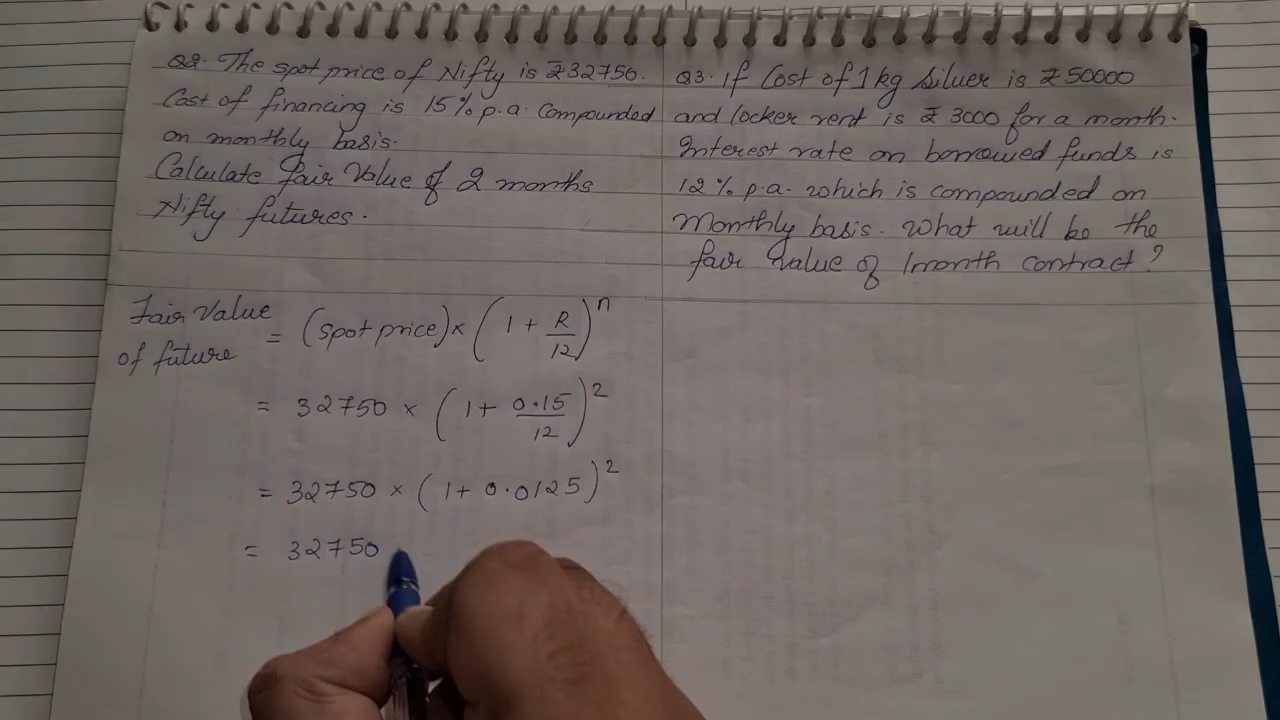 Q2. The spot price of Nifty is ₹32750.
Cost of financing is 15% p.a. Compounded
on monthly basis.
Calculate Fair Value of 2 months
Nifty futures.
Q3. If Cost of 1kg Silver is ₹50000
and locker rent is ₹3000 for a month.
Interest rate on borrowed funds is
12% p.a. which is compounded on
Monthly basis. What will be the
fair value of 1month contract?
Fair Value of future = (spot price) × (1 + R/12)^n
= 32750 × (1 + 0.15/12)^2
= 32750 × (1 + 0.0125)^2
= 32750